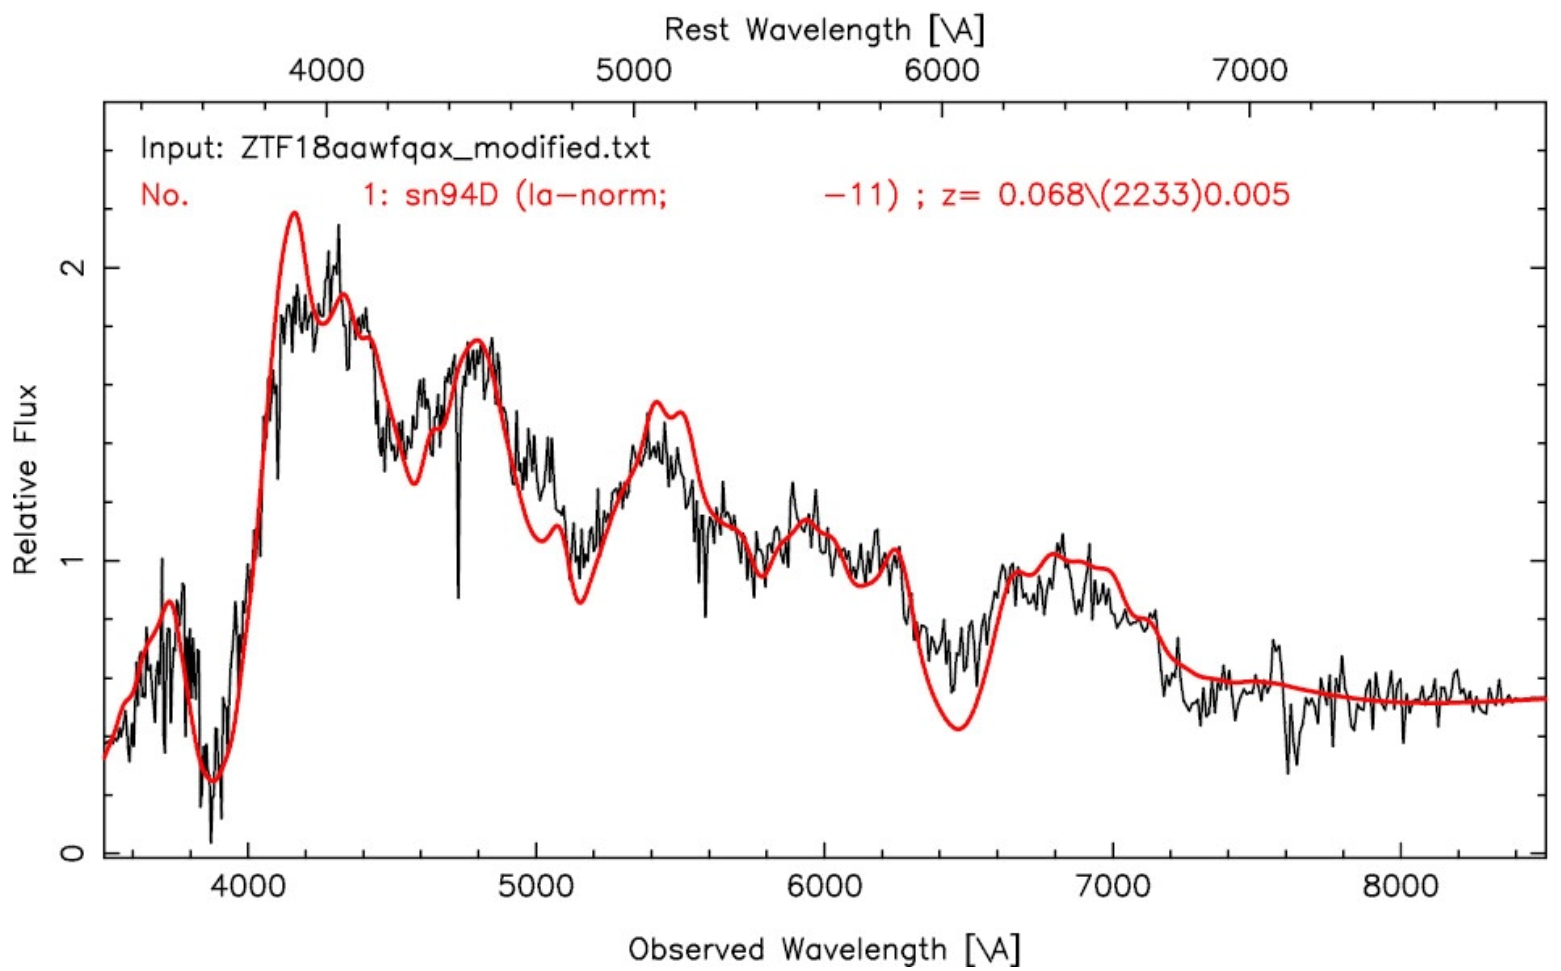 Rest Wavelength [\A]
4000 5000 6000 7000
Input: ZTF18aawfqax_modified.txt
No. 1: sn94D (Ia-norm; -11) ; z= 0.068\(2233)0.005
2
1
0
Relative Flux
4000 5000 6000 7000 8000
Observed Wavelength [\A]